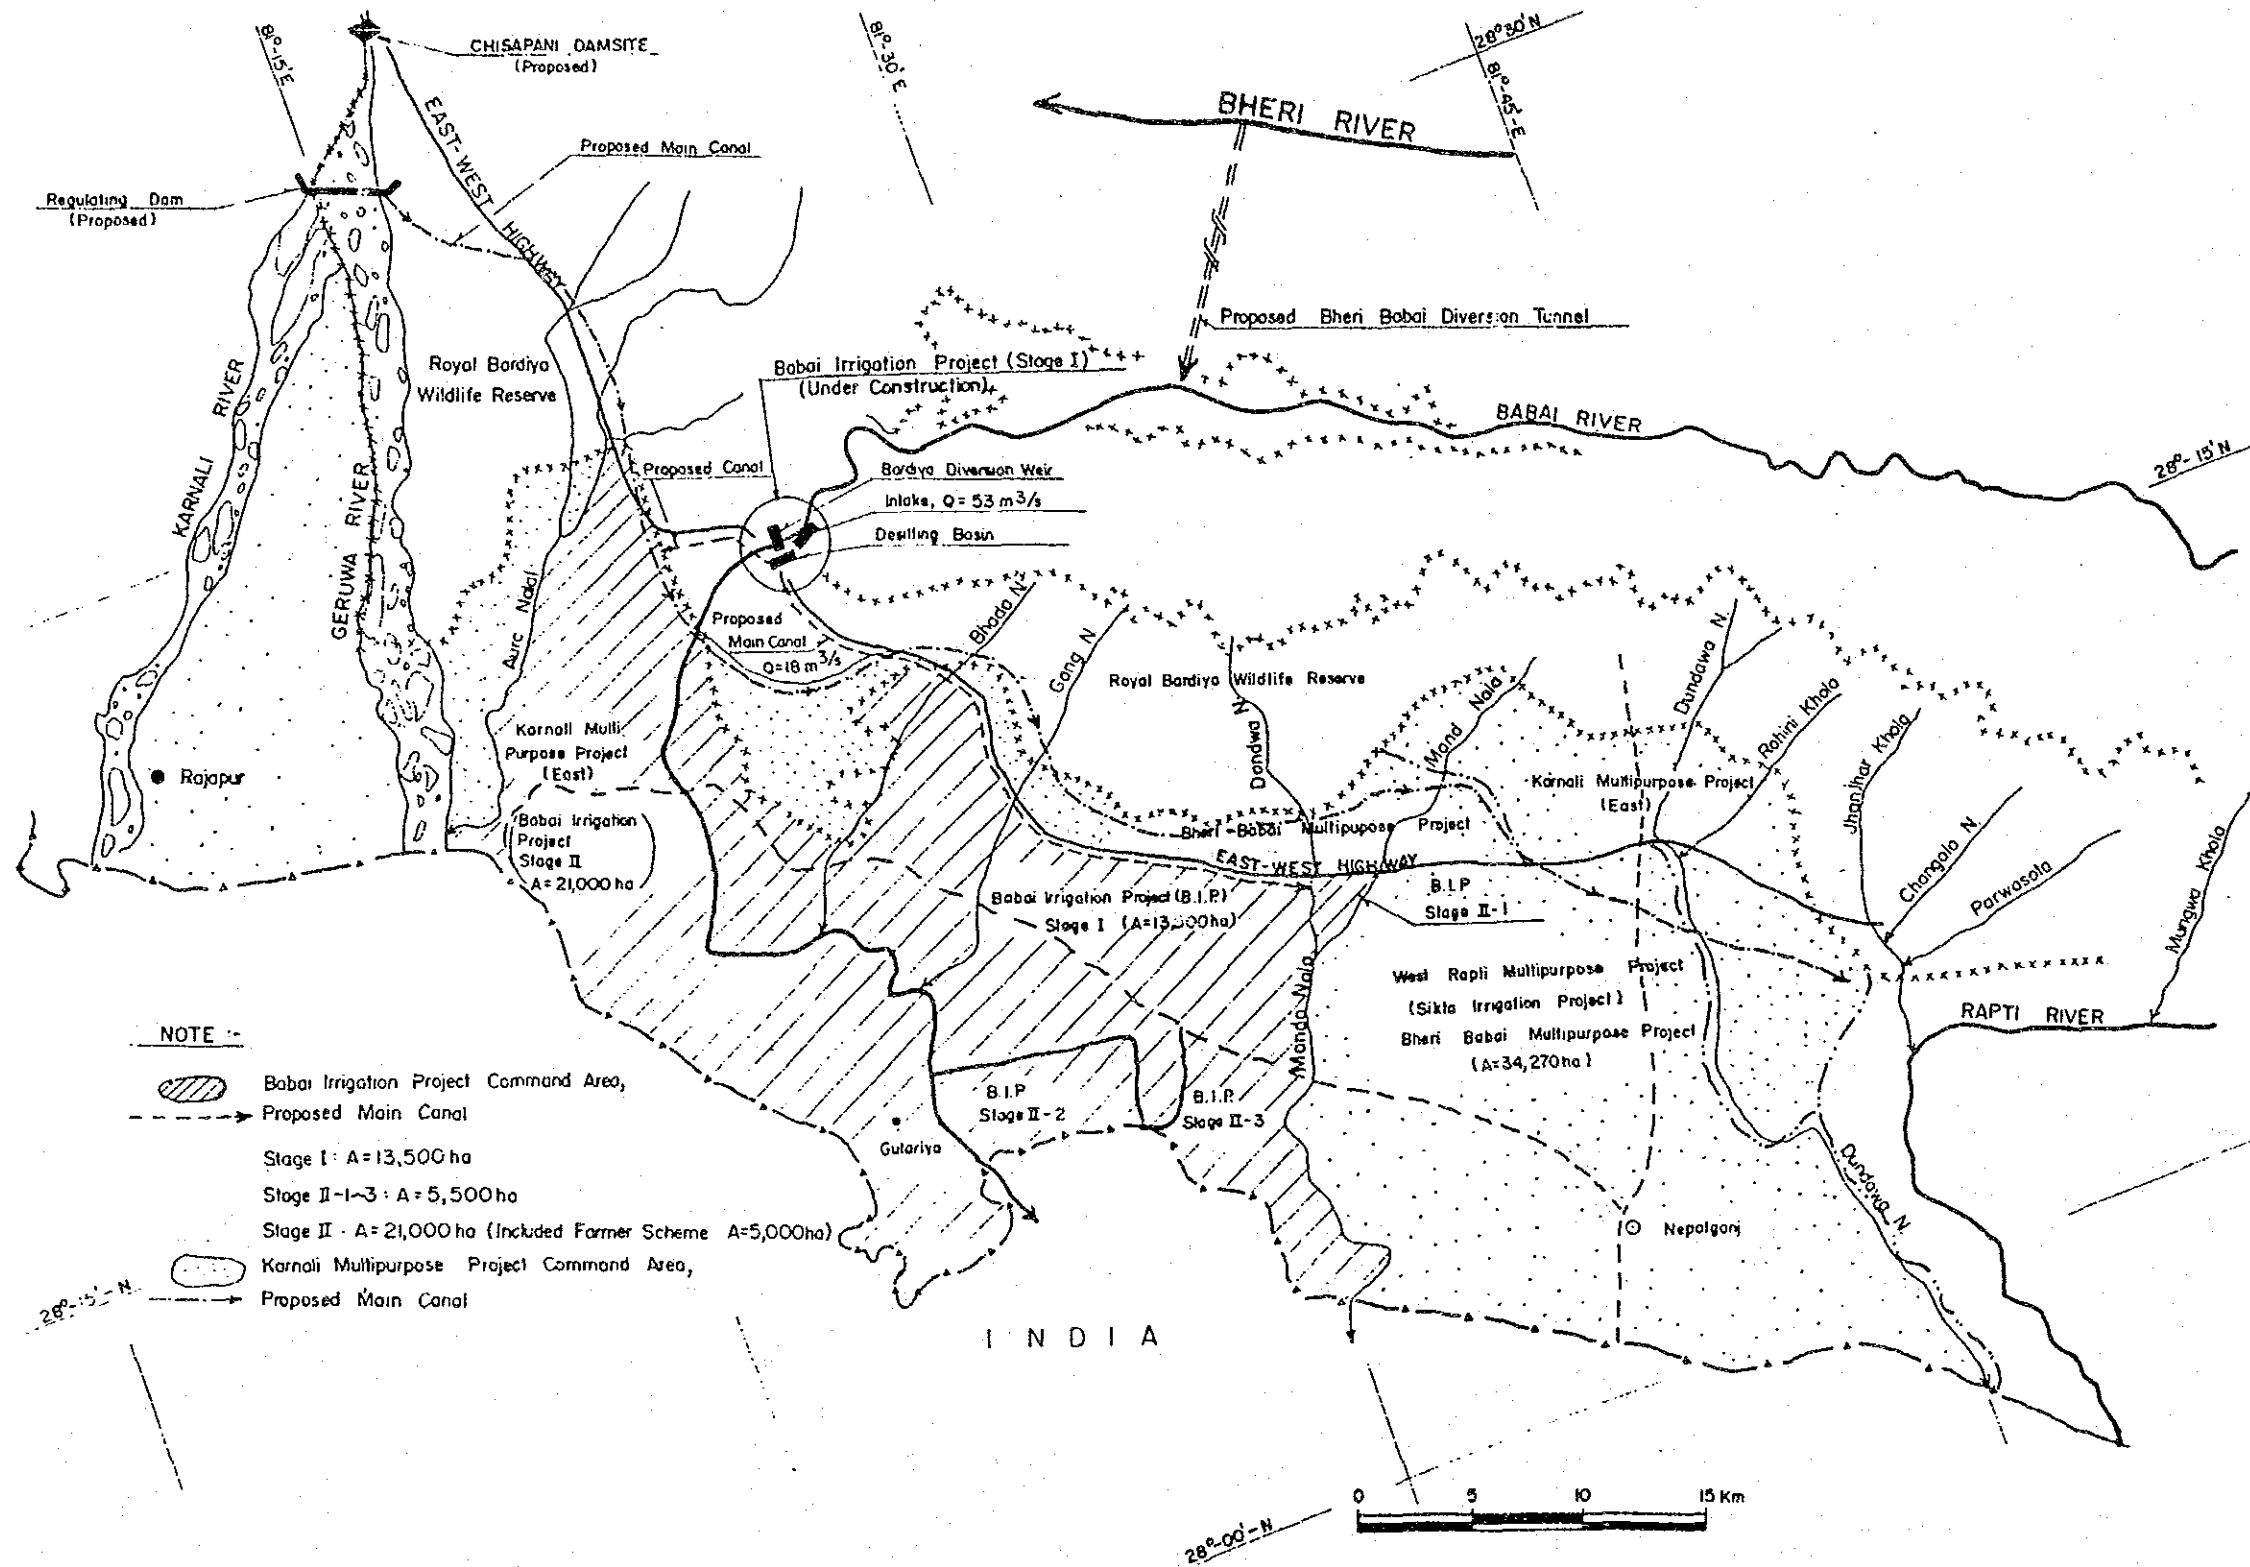 81°-15'E
CHISAPANI DAMSITE
(Proposed)
81°-30'E
28°30'N
81°-45'-E
BHERI RIVER
EAST-WEST HIGHWAY
Proposed Main Canal
Regulating Dam
(Proposed)
Proposed Bheri Babai Diversion Tunnel
Royal Bardiya
Wildlife Reserve
Babai Irrigation Project (Stage I)
(Under Construction)
KARNALI RIVER
BABAI RIVER
28°-15'N
GERUWA RIVER
Proposed Canal
Bardiya Diversion Weir
Intake, Q = 53 m3/s
Desilling Basin
Aurc Nala
Proposed
Main Canal
Q=18 m3/s
Bhada N
Gang N
Royal Bardiya Wildlife Reserve
Dandwa N
Mand Nala
Dundawa N
Rohini Khola
Jhanjhar Khola
Karnali Multi
Purpose Project
(East)
Rajapur
Karnali Multipurpose Project
(East)
Changala N
Parwasola
Mungwa Khola
(Babai Irrigation
Project
Stage II
A=21,000 ha)
Bheri-Babai Multipupose Project
EAST-WEST HIGHWAY
Babai Irrigation Project (B.I.P.)
Stage I (A=13,500ha)
B.I.P
Stage II-1
Mando Nala
West Rapti Multipurpose Project
(Sikta Irrigation Project)
Bheri Babai Multipurpose Project
(A=34,270ha)
RAPTI RIVER
B.I.P
Stage II-2
B.I.P.
Stage II-3
Gulariya
Dundawa N
Nepalganj
NOTE :-
Babai Irrigation Project Command Area,
Proposed Main Canal
Stage I : A=13,500 ha
Stage II-1~3 : A = 5,500 ha
Stage II · A=21,000 ha (Included Farmer Scheme A=5,000ha)
Karnali Multipurpose Project Command Area,
Proposed Main Canal
28°-15'-N
INDIA
0 5 10 15 Km
28°-00'-N